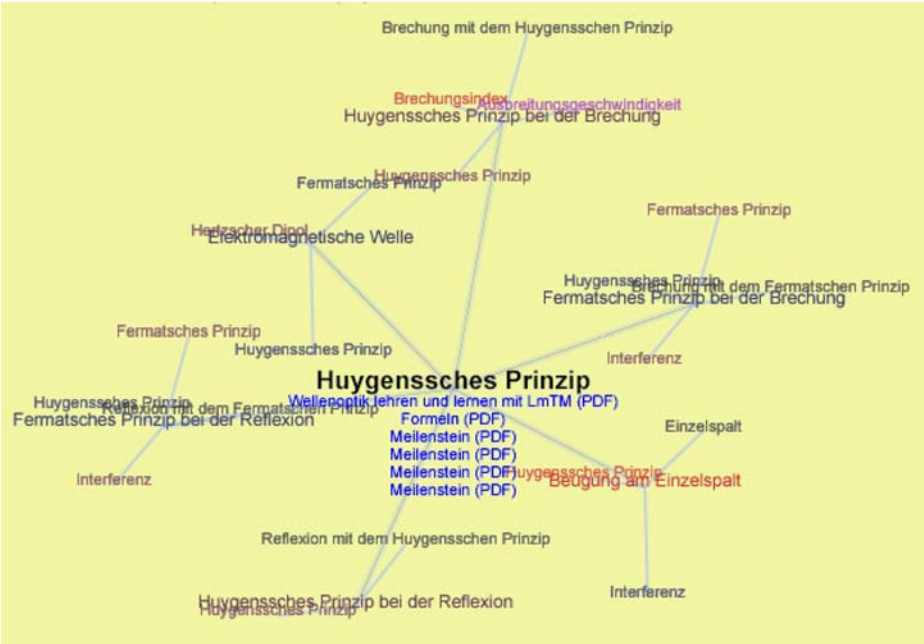 Brechung mit dem Huygensschen Prinzip
Brechungsindex
Ausbreitungsgeschwindigkeit
Huygenssches Prinzip bei der Brechung
Huygenssches Prinzip
Fermatsches Prinzip
Fermatsches Prinzip
Hertzscher Dipol
Elektromagnetische Welle
Huygenssches Prinzip
Brechung mit dem Fermatschen Prinzip
Fermatsches Prinzip bei der Brechung
Fermatsches Prinzip
Huygenssches Prinzip
Interferenz
Huygenssches Prinzip
Wellenoptik lehren und lernen mit LmTM (PDF)
Huygenssches Prinzip
Reflexion mit dem Fermatschen Prinzip
Fermatsches Prinzip bei der Reflexion
Formeln (PDF)
Einzelspalt
Meilenstein (PDF)
Meilenstein (PDF)
Meilenstein (PDF)
Huygenssches Prinzip
Beugung am Einzelspalt
Interferenz
Meilenstein (PDF)
Reflexion mit dem Huygensschen Prinzip
Interferenz
Huygenssches Prinzip bei der Reflexion
Huygenssches Prinzip